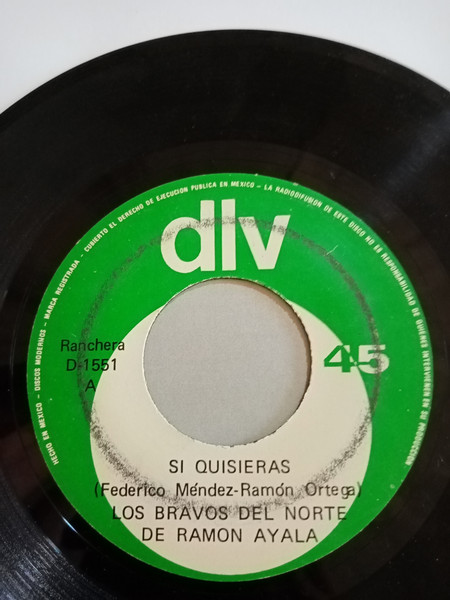 HECHO EN MEXICO - DISCOS MODERNOS - MARCA REGISTRADA - CUBIERTO EL DERECHO DE EJECUCION PUBLICA EN MEXICO - LA RADIODIFUSION DE ESTE DISCO NO ES RESPONSABILIDAD DE QUIENES INTERVIENEN EN SU PRODUCCION
dlv
Ranchera
D-1551
A
45
SI QUISIERAS
(Federico Méndez-Ramón Ortega)
LOS BRAVOS DEL NORTE
DE RAMON AYALA